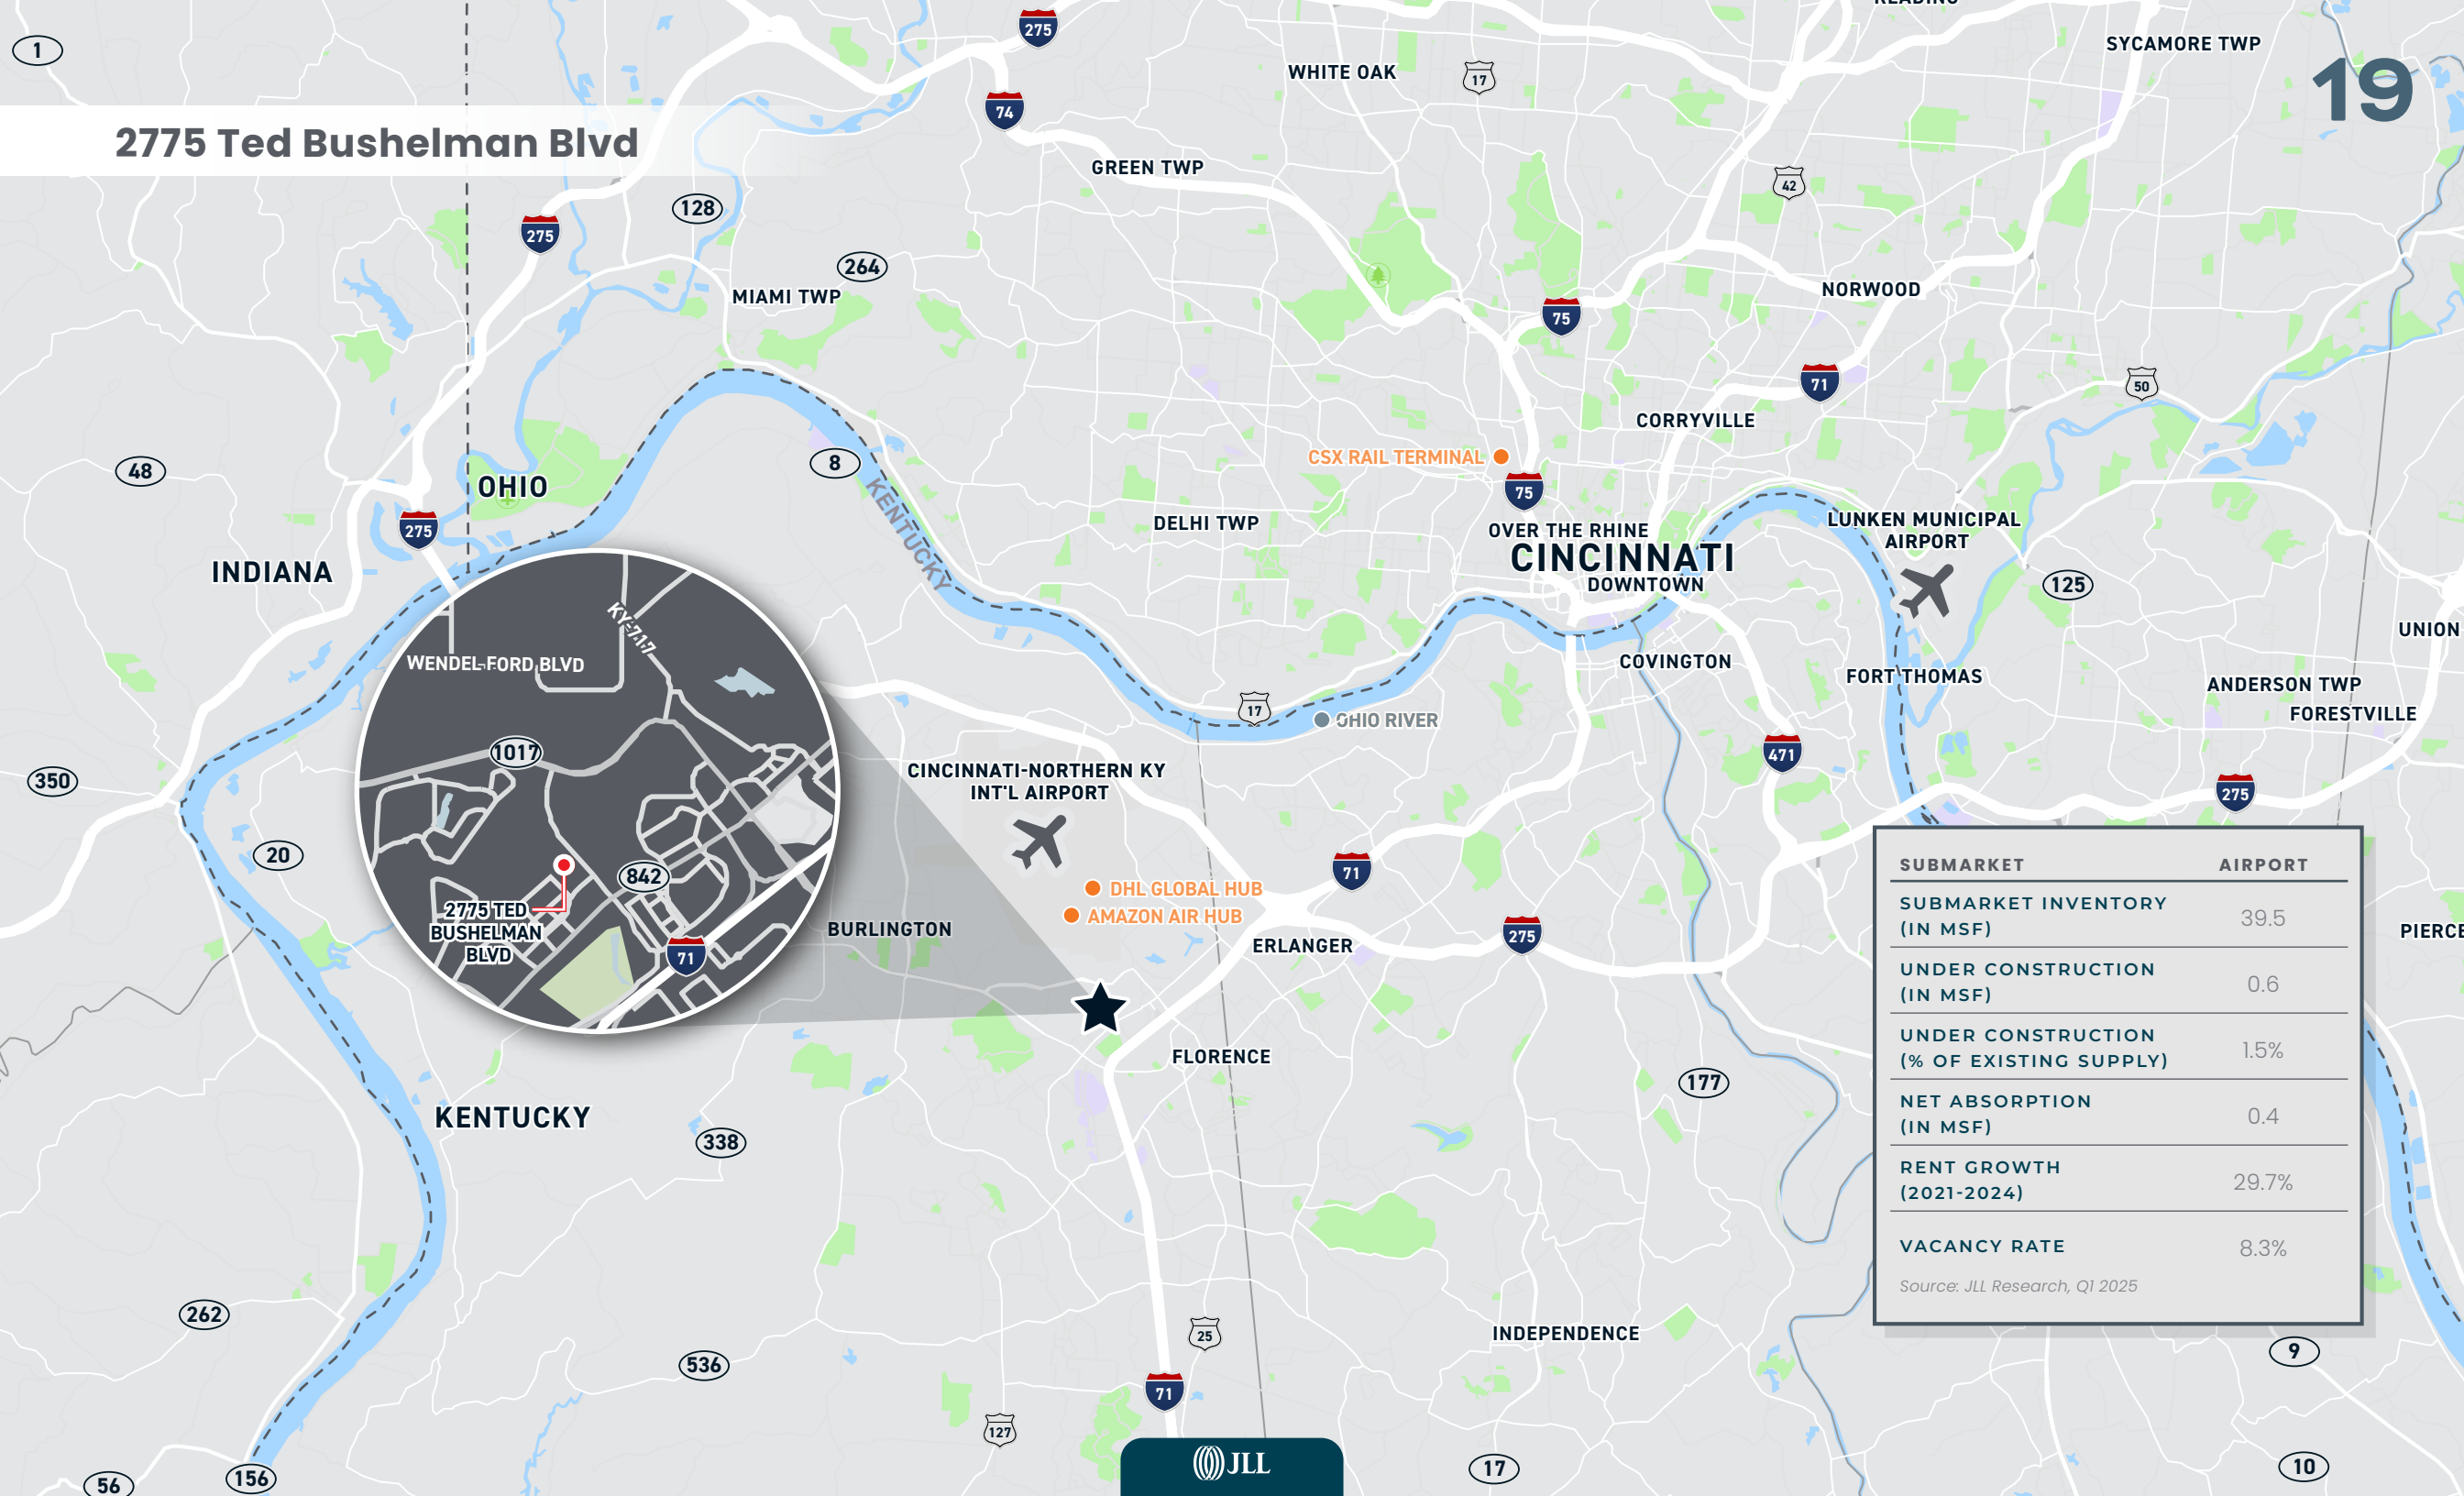 READING
SYCAMORE TWP
19
1
275
WHITE OAK
17
74
2775 Ted Bushelman Blvd
GREEN TWP
42
128
275
264
MIAMI TWP
NORWOOD
75
71
50
CORRYVILLE
CSX RAIL TERMINAL
8
48
OHIO
75
KENTUCKY
275
DELHI TWP
OVER THE RHINE
CINCINNATI
DOWNTOWN
LUNKEN MUNICIPAL
AIRPORT
INDIANA
125
UNION
KY-717
WENDEL FORD BLVD
COVINGTON
FORT THOMAS
ANDERSON TWP
FORESTVILLE
17
OHIO RIVER
1017
471
350
CINCINNATI-NORTHERN KY
INT'L AIRPORT
275
20
842
71
DHL GLOBAL HUB
AMAZON AIR HUB
2775 TED
BUSHELMAN
BLVD
71
BURLINGTON
ERLANGER
275
PIERCE
FLORENCE
177
KENTUCKY
338
SUBMARKET AIRPORT
SUBMARKET INVENTORY
(IN MSF) 39.5
UNDER CONSTRUCTION
(IN MSF) 0.6
UNDER CONSTRUCTION
(% OF EXISTING SUPPLY) 1.5%
NET ABSORPTION
(IN MSF) 0.4
RENT GROWTH
(2021-2024) 29.7%
VACANCY RATE 8.3%
Source: JLL Research, Q1 2025
262
25
INDEPENDENCE
536
9
71
127
JLL
17
10
56
156